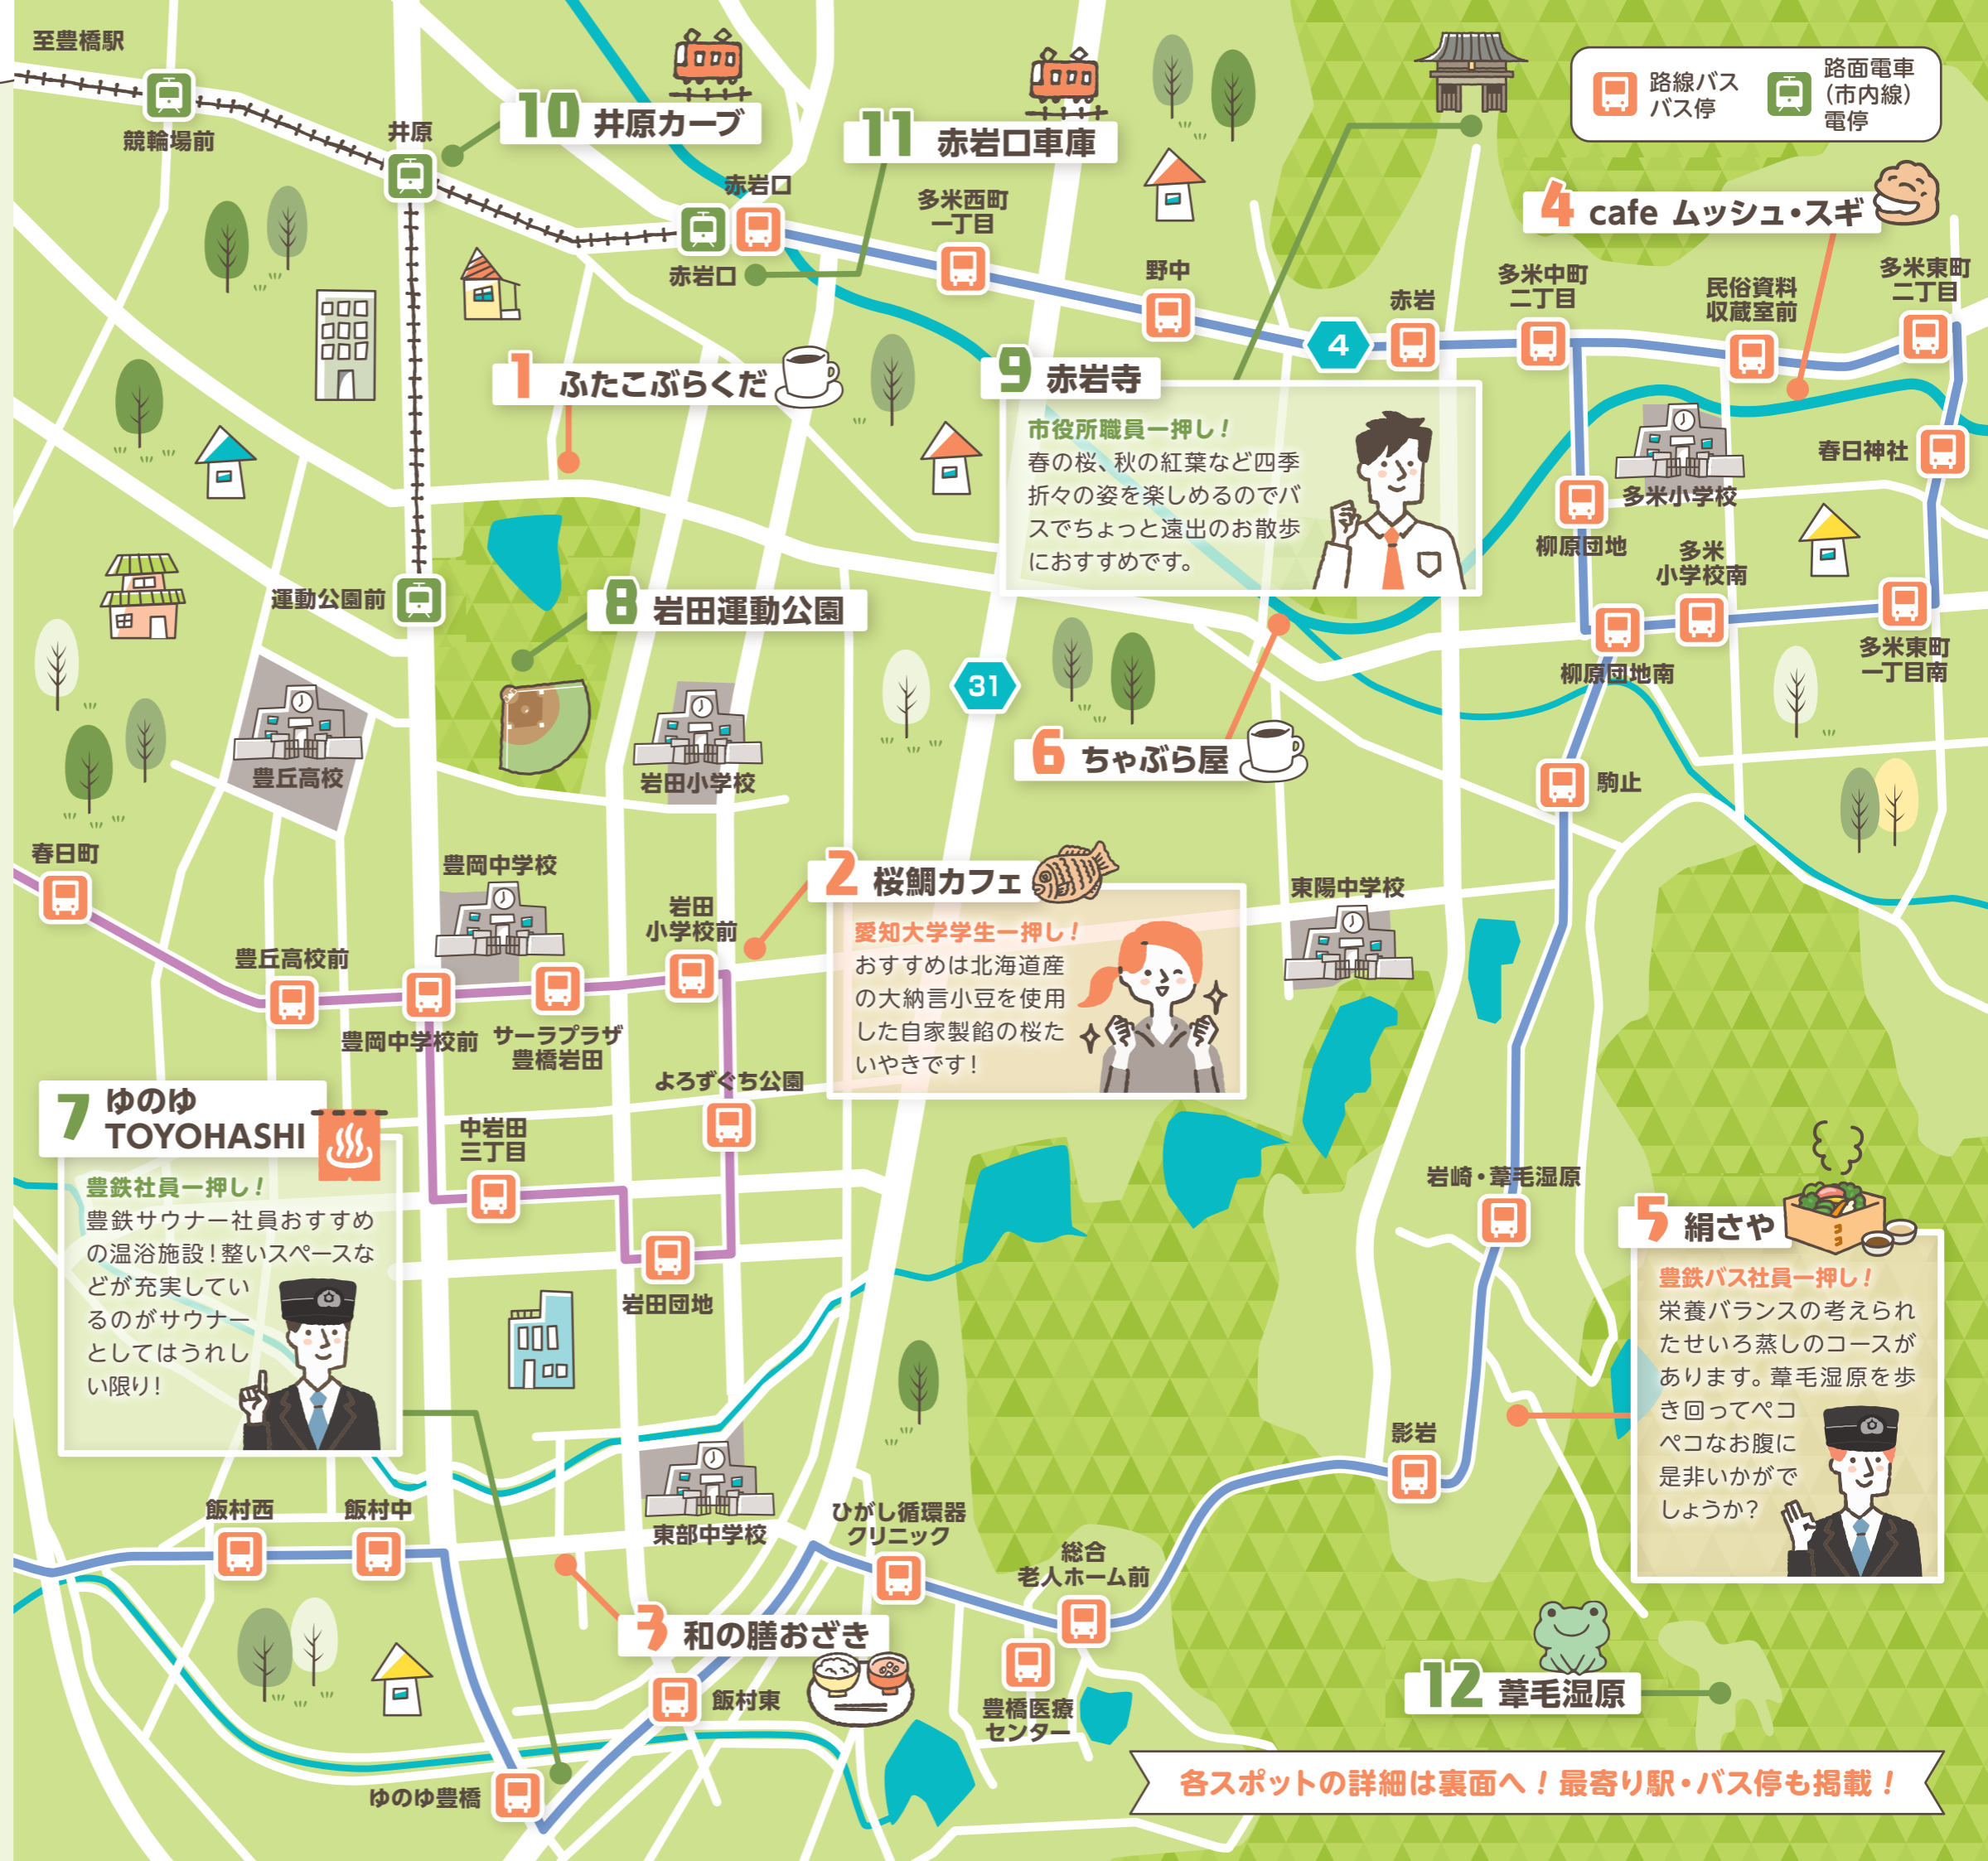 至豊橋駅
競輪場前
井原
10 井原カーブ
11 赤岩口車庫
赤岩口
赤岩口
多米西町
一丁目
野中
路線バス
バス停
路面電車
(市内線)
電停
4 cafe ムッシュ・スギ
4
赤岩
多米中町
二丁目
民俗資料
収蔵室前
多米東町
二丁目
1 ふたこぶらくだ
9 赤岩寺
市役所職員一押し!
春の桜、秋の紅葉など四季
折々の姿を楽しめるのでバ
スでちょっと遠出のお散歩
におすすめです。
春日神社
多米小学校
柳原団地
多米
小学校南
柳原団地南
多米東町
一丁目南
運動公園前
8 岩田運動公園
31
豊丘高校
岩田小学校
6 ちゃぶら屋
駒止
春日町
豊岡中学校
岩田
小学校前
2 桜鯛カフェ
愛知大学学生一押し!
おすすめは北海道産
の大納言小豆を使用
した自家製餡の桜た
いやきです!
東陽中学校
豊丘高校前
豊岡中学校前
サーラプラザ
豊橋岩田
よろずぐち公園
7 ゆのゆ
TOYOHASHI
豊鉄社員一押し!
豊鉄サウナー社員おすすめ
の温浴施設!整いスペースな
どが充実してい
るのがサウナー
としてはうれし
い限り!
中岩田
三丁目
岩田団地
岩崎・葦毛湿原
5 絹さや
豊鉄バス社員一押し!
栄養バランスの考えられ
たせいろ蒸しのコースが
あります。葦毛湿原を歩
き回ってペコ
ペコなお腹に
是非いかがで
しょうか?
影岩
飯村西
飯村中
東部中学校
ひがし循環器
クリニック
総合
老人ホーム前
3 和の膳おざき
飯村東
豊橋医療
センター
12 葦毛湿原
ゆのゆ豊橋
各スポットの詳細は裏面へ!最寄り駅・バス停も掲載!